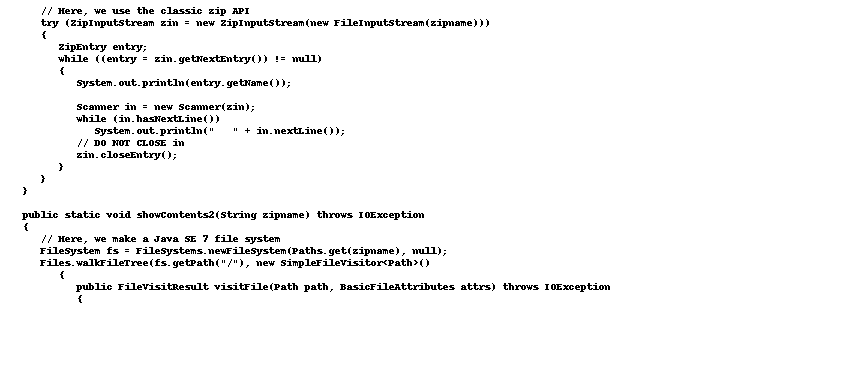 // Here, we use the classic zip API
try (ZipInputStream zin = new ZipInputStream(new FileInputStream(zipname)))
{
ZipEntry entry;
while ((entry = zin.getNextEntry()) != null)
{
System.out.println(entry.getName());
Scanner in = new Scanner(zin);
while (in.hasNextLine())
System.out.println("   " + in.nextLine());
// DO NOT CLOSE in
zin.closeEntry();
}
}
}
public static void showContents2(String zipname) throws IOException
{
// Here, we make a Java SE 7 file system
FileSystem fs = FileSystems.newFileSystem(Paths.get(zipname), null);
Files.walkFileTree(fs.getPath("/"), new SimpleFileVisitor<Path>()
{
public FileVisitResult visitFile(Path path, BasicFileAttributes attrs) throws IOException
{